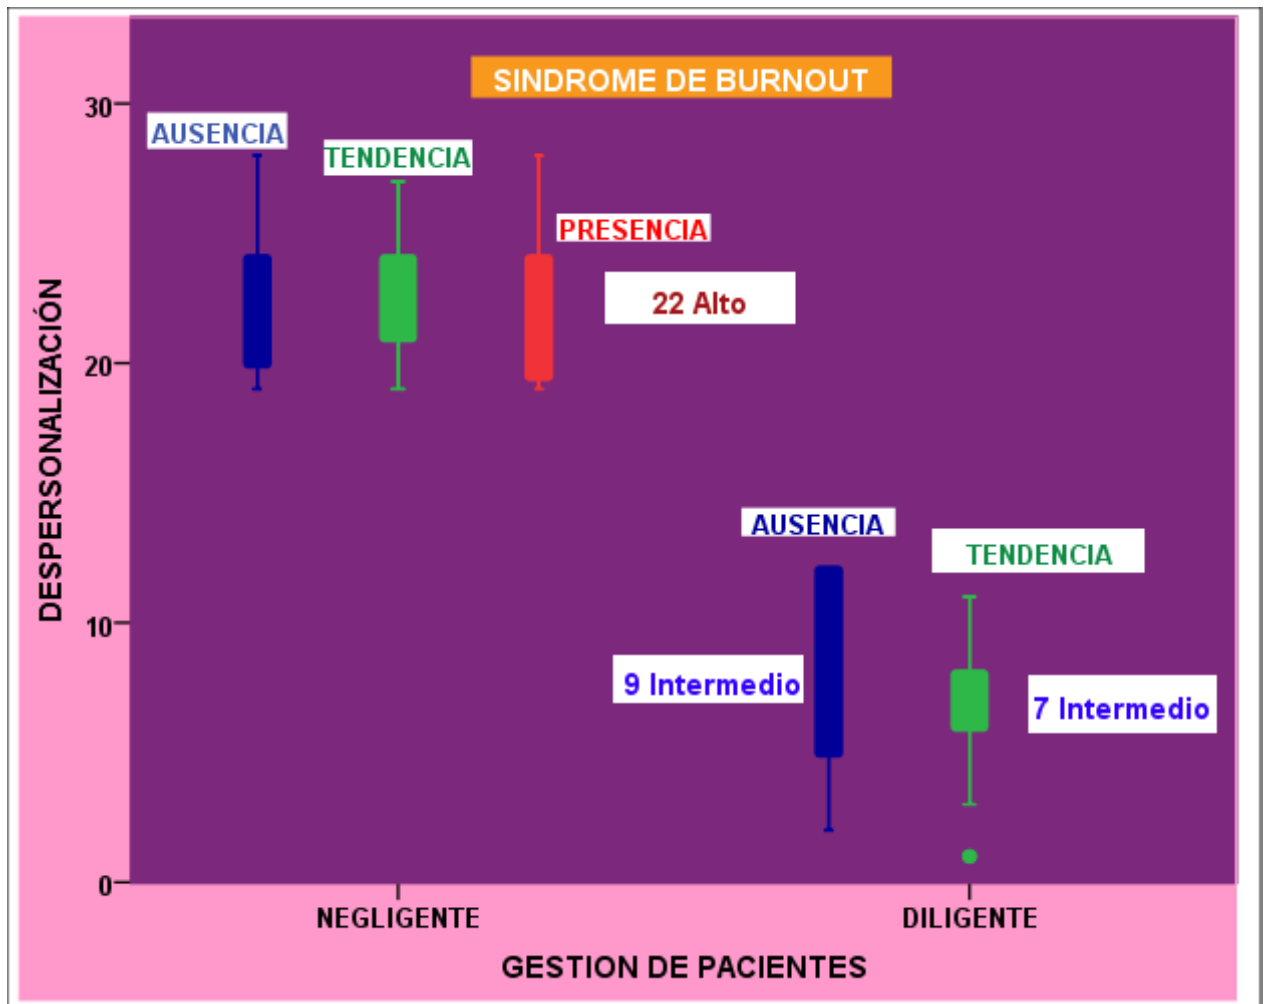 SINDROME DE BURNOUT
30
AUSENCIA
TENDENCIA
PRESENCIA
22 Alto
20
DESPERSONALIZACIÓN
AUSENCIA
TENDENCIA
10
9 Intermedio
7 Intermedio
0
NEGLIGENTE
DILIGENTE
GESTION DE PACIENTES